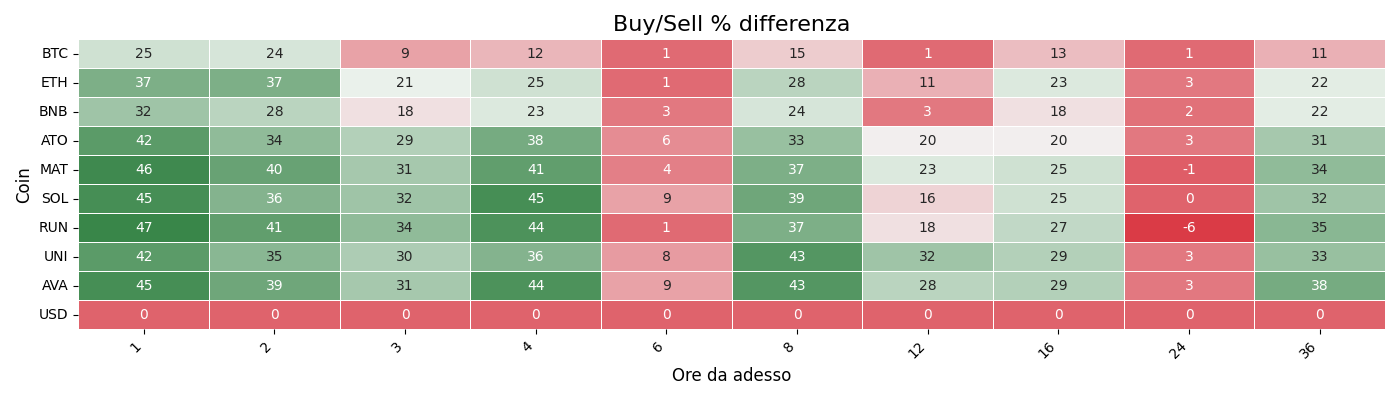 Buy/Sell % differenza
Coin
BTC 25 24 9 12 1 15 1 13 1 11
ETH 37 37 21 25 1 28 11 23 3 22
BNB 32 28 18 23 3 24 3 18 2 22
ATO 42 34 29 38 6 33 20 20 3 31
MAT 46 40 31 41 4 37 23 25 -1 34
SOL 45 36 32 45 9 39 16 25 0 32
RUN 47 41 34 44 1 37 18 27 -6 35
UNI 42 35 30 36 8 43 32 29 3 33
AVA 45 39 31 44 9 43 28 29 3 38
USD 0 0 0 0 0 0 0 0 0 0
1 2 3 4 6 8 12 16 24 36
Ore da adesso